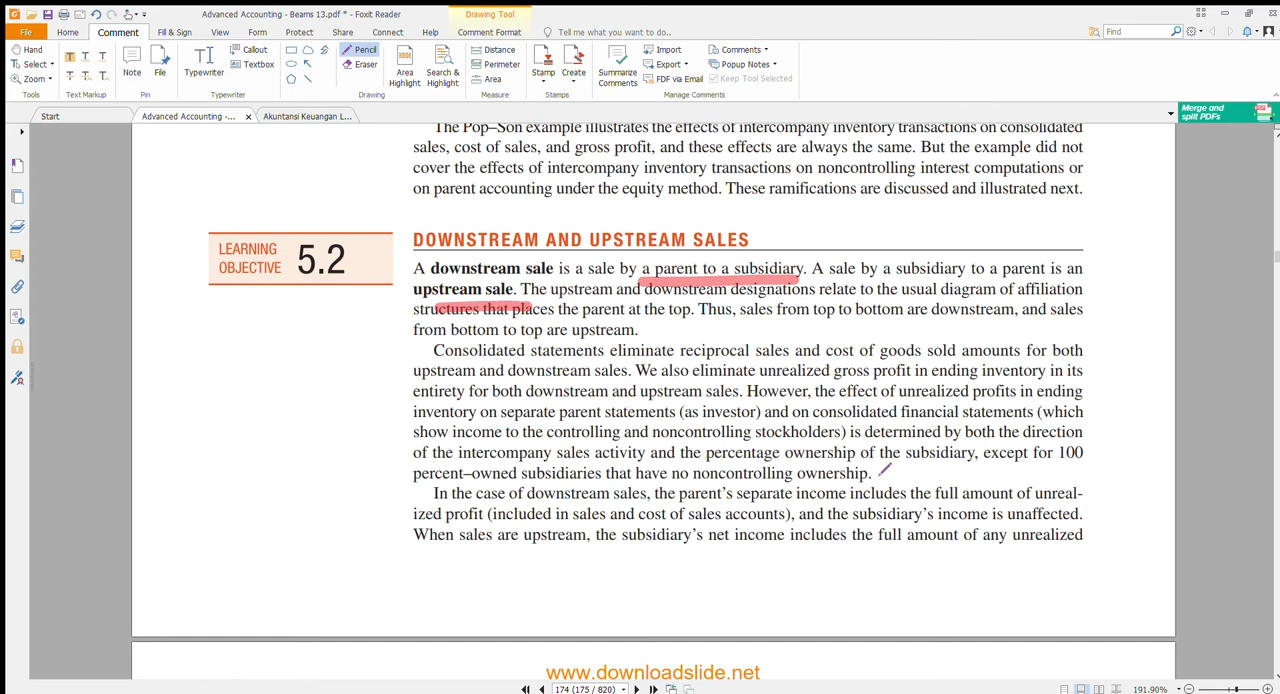 Advanced Accounting - Beams 13.pdf * - Foxit Reader
Drawing Tool
File Home Comment Fill & Sign View Form Protect Share Connect Help Comment Format Tell me what you want to do.. Find
Hand
Select
Zoom
Tools
Text Markup
Note
File
Pin
Typewriter
Callout
Textbox
Typewriter
Pencil
Eraser
Drawing
Area
Highlight
Search &
Highlight
Distance
Perimeter
Area
Measure
Stamp
Create
Stamps
Summarize
Comments
Import
Export
FDF via Email
Comments
Popup Notes
Keep Tool Selected
Manage Comments
Start
Advanced Accounting -...
Akuntansi Keuangan L...
Merge and
split PDFs
The Pop–Son example illustrates the effects of intercompany inventory transactions on consolidated
sales, cost of sales, and gross profit, and these effects are always the same. But the example did not
cover the effects of intercompany inventory transactions on noncontrolling interest computations or
on parent accounting under the equity method. These ramifications are discussed and illustrated next.
LEARNING
OBJECTIVE 5.2
DOWNSTREAM AND UPSTREAM SALES
A downstream sale is a sale by a parent to a subsidiary. A sale by a subsidiary to a parent is an
upstream sale. The upstream and downstream designations relate to the usual diagram of affiliation
structures that places the parent at the top. Thus, sales from top to bottom are downstream, and sales
from bottom to top are upstream.
Consolidated statements eliminate reciprocal sales and cost of goods sold amounts for both
upstream and downstream sales. We also eliminate unrealized gross profit in ending inventory in its
entirety for both downstream and upstream sales. However, the effect of unrealized profits in ending
inventory on separate parent statements (as investor) and on consolidated financial statements (which
show income to the controlling and noncontrolling stockholders) is determined by both the direction
of the intercompany sales activity and the percentage ownership of the subsidiary, except for 100
percent–owned subsidiaries that have no noncontrolling ownership.
In the case of downstream sales, the parent's separate income includes the full amount of unreal-
ized profit (included in sales and cost of sales accounts), and the subsidiary's income is unaffected.
When sales are upstream, the subsidiary's net income includes the full amount of any unrealized
www.downloadslide.net
174 (175 / 820)
191.90%